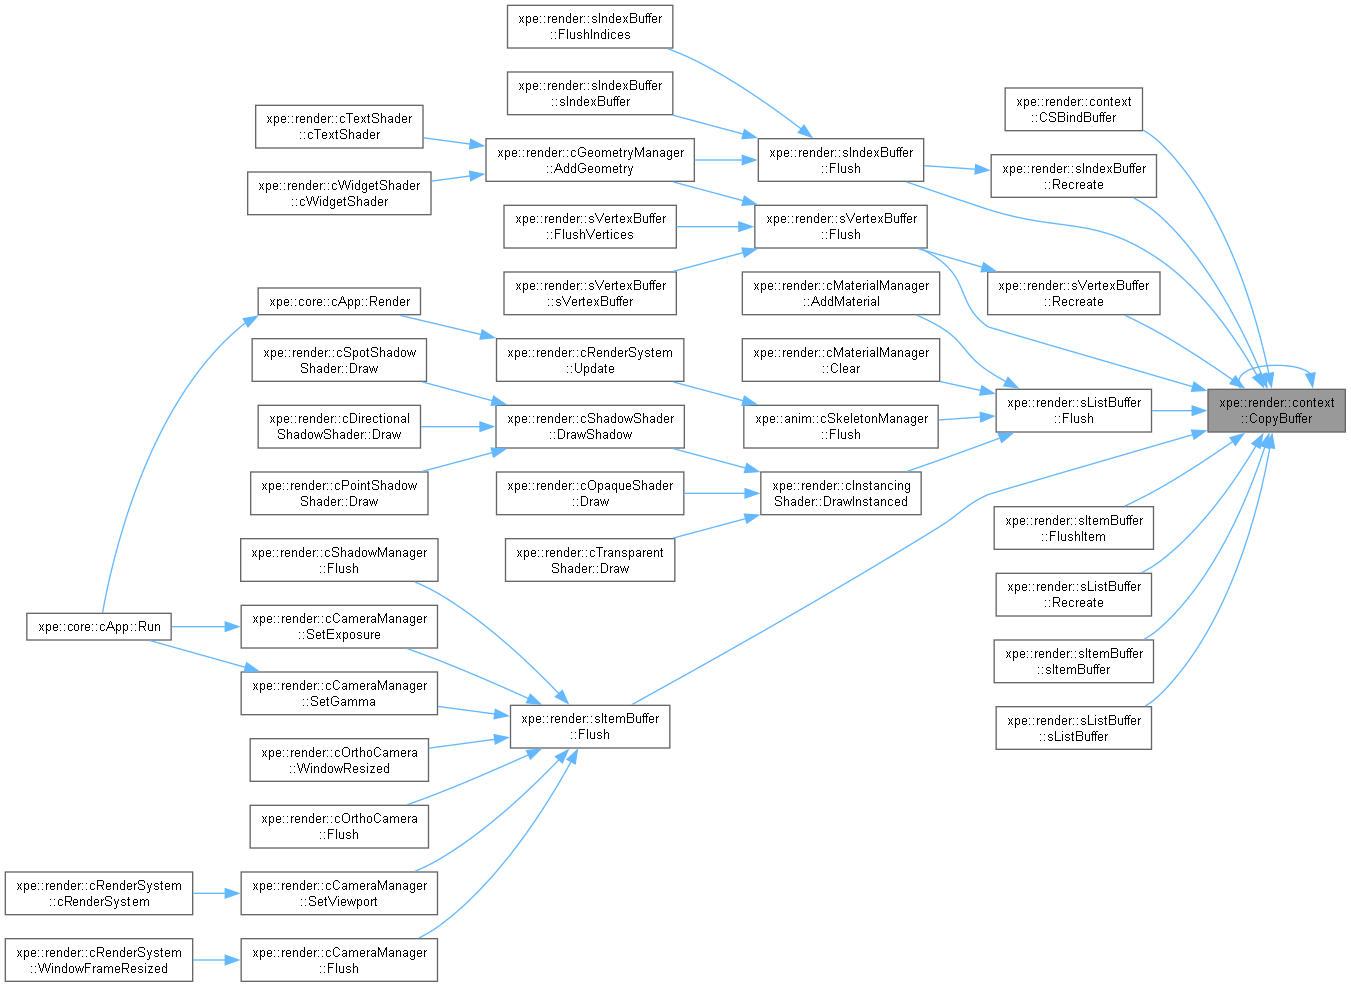 xpe::render::sIndexBuffer
::FlushIndices
xpe::render::sIndexBuffer
::sIndexBuffer
xpe::render::context
::CSBindBuffer
xpe::render::cTextShader
::cTextShader
xpe::render::cGeometryManager
::AddGeometry
xpe::render::sIndexBuffer
::Flush
xpe::render::sIndexBuffer
::Recreate
xpe::render::cWidgetShader
::cWidgetShader
xpe::render::sVertexBuffer
::FlushVertices
xpe::render::sVertexBuffer
::Flush
xpe::render::sVertexBuffer
::sVertexBuffer
xpe::render::cMaterialManager
::AddMaterial
xpe::render::sVertexBuffer
::Recreate
xpe::core::cApp::Render
xpe::render::cSpotShadow
Shader::Draw
xpe::render::cRenderSystem
::Update
xpe::render::cMaterialManager
::Clear
xpe::render::cDirectional
ShadowShader::Draw
xpe::render::cShadowShader
::DrawShadow
xpe::anim::cSkeletonManager
::Flush
xpe::render::sListBuffer
::Flush
xpe::render::context
::CopyBuffer
xpe::render::cPointShadow
Shader::Draw
xpe::render::cOpaqueShader
::Draw
xpe::render::cInstancing
Shader::DrawInstanced
xpe::render::sItemBuffer
::FlushItem
xpe::render::cShadowManager
::Flush
xpe::render::cTransparent
Shader::Draw
xpe::render::sListBuffer
::Recreate
xpe::core::cApp::Run
xpe::render::cCameraManager
::SetExposure
xpe::render::sItemBuffer
::sItemBuffer
xpe::render::cCameraManager
::SetGamma
xpe::render::sItemBuffer
::Flush
xpe::render::sListBuffer
::sListBuffer
xpe::render::cOrthoCamera
::WindowResized
xpe::render::cOrthoCamera
::Flush
xpe::render::cRenderSystem
::cRenderSystem
xpe::render::cCameraManager
::SetViewport
xpe::render::cRenderSystem
::WindowFrameResized
xpe::render::cCameraManager
::Flush